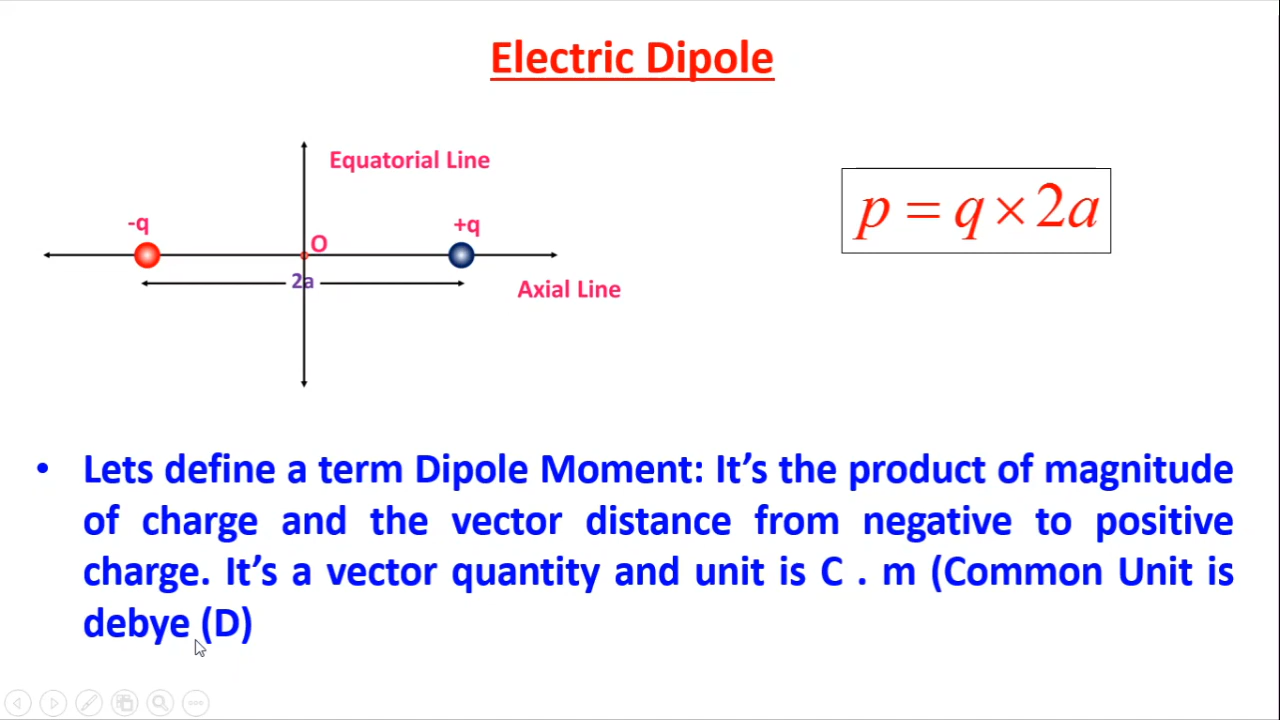 Electric Dipole
Equatorial Line
-q
+q
O
2a
Axial Line
p = q × 2a
• Lets define a term Dipole Moment: It’s the product of magnitude
of charge and the vector distance from negative to positive
charge. It’s a vector quantity and unit is C . m (Common Unit is
debye (D)